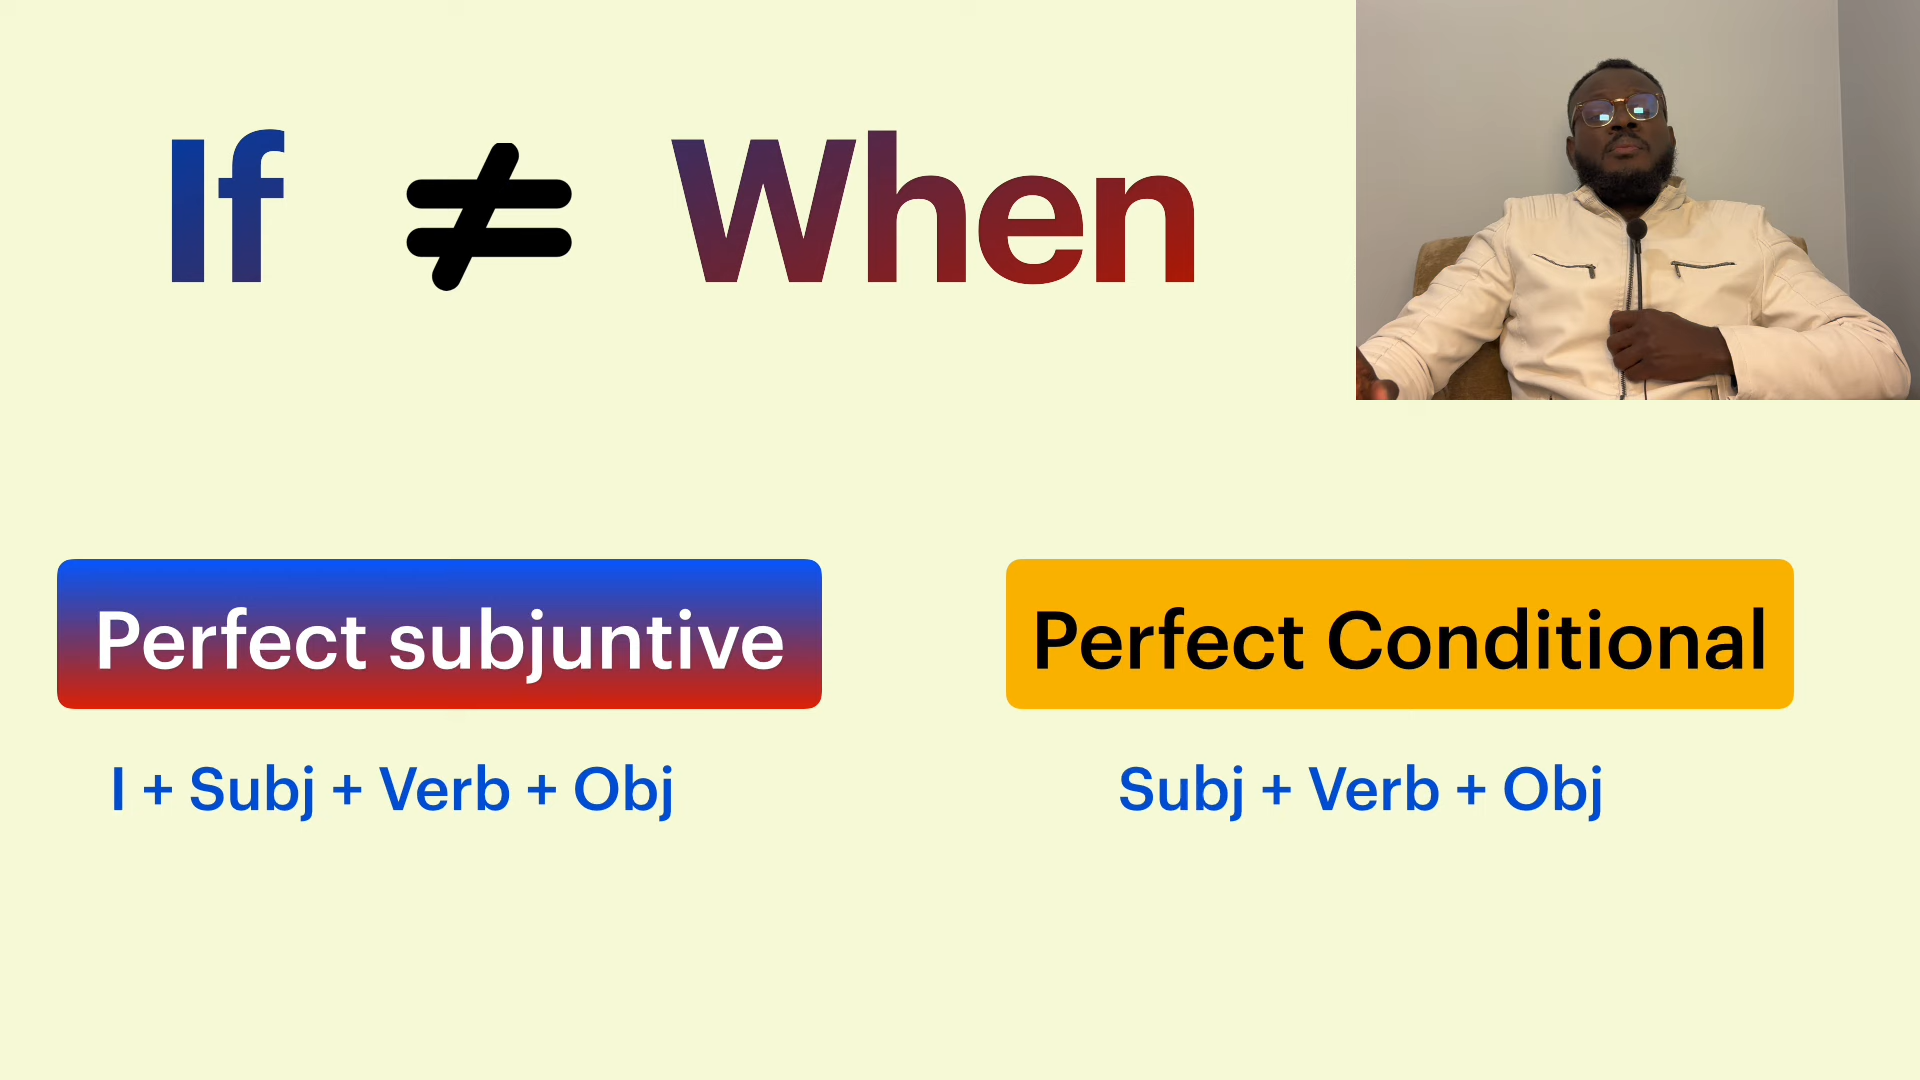 If ≠ When
Perfect subjuntive
Perfect Conditional
I + Subj + Verb + Obj
Subj + Verb + Obj